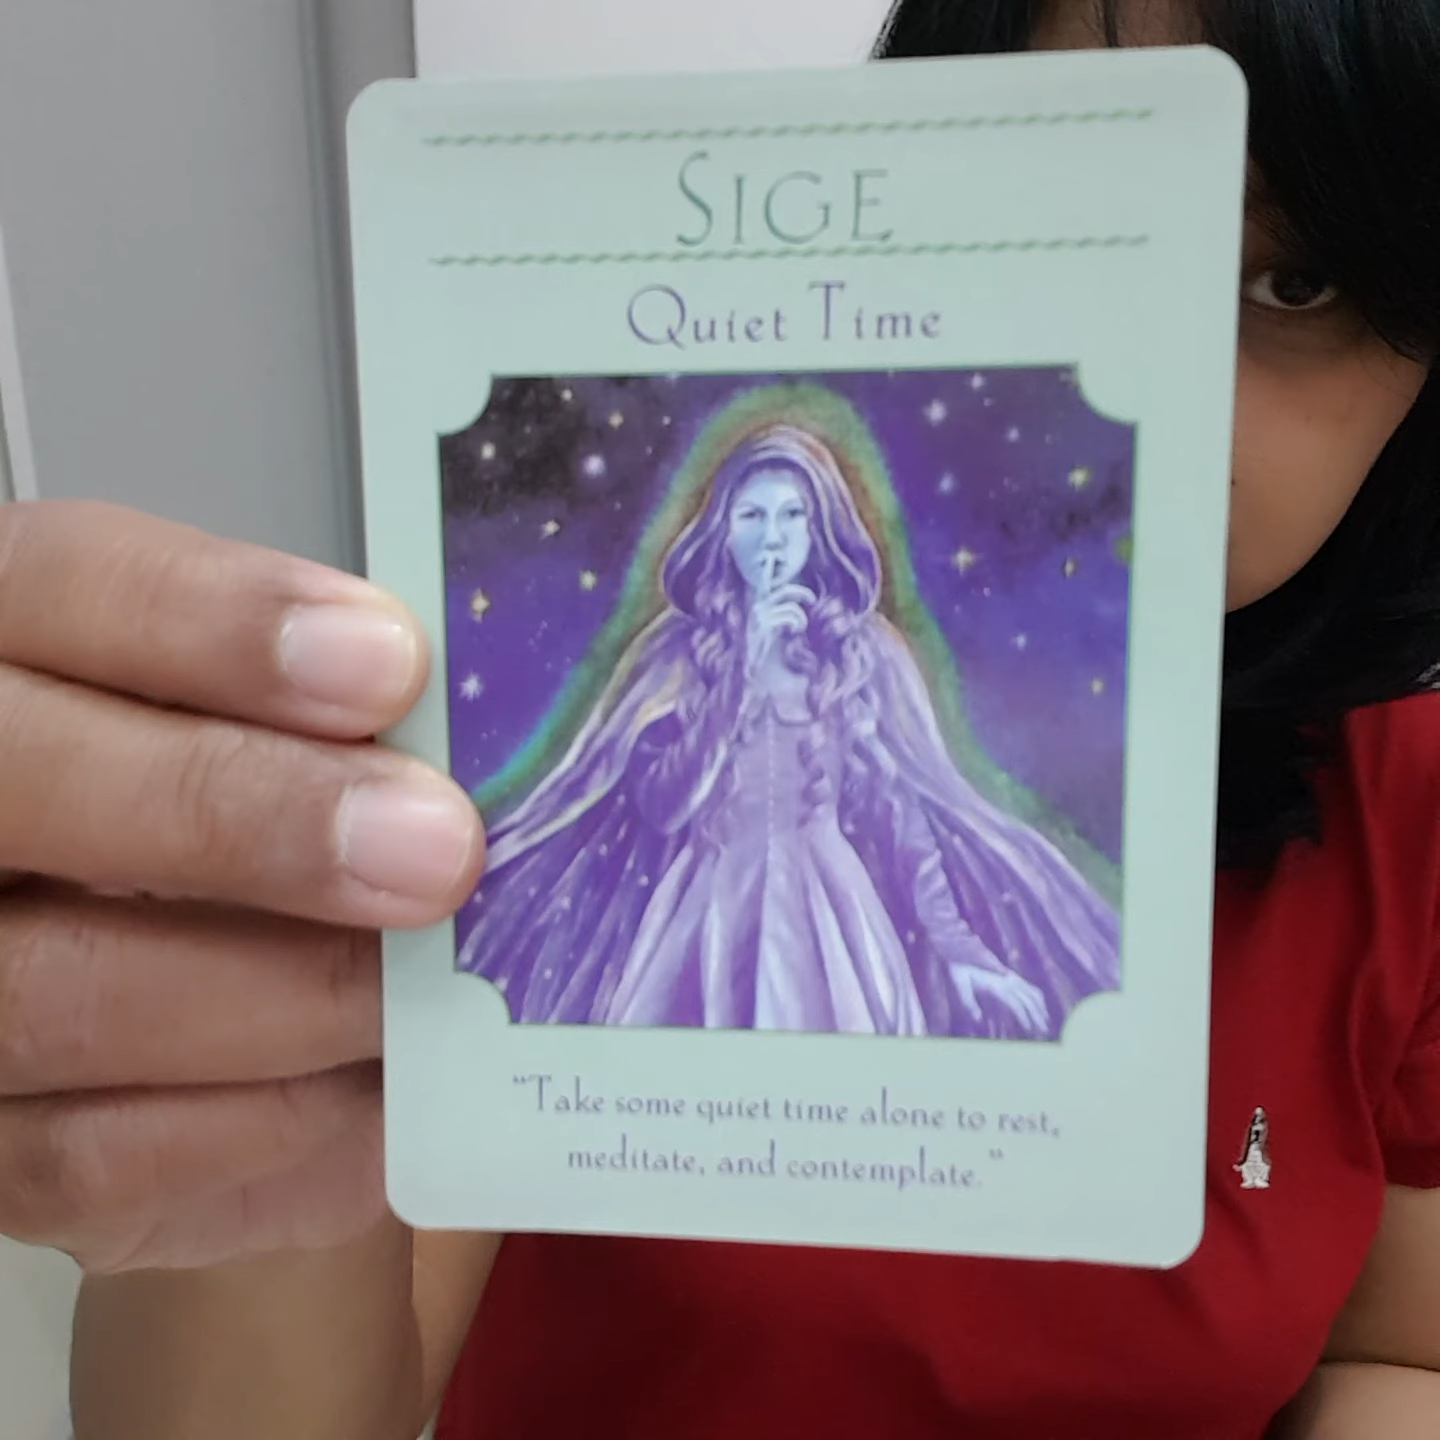 SIGE
Quiet Time
“Take some quiet time alone to rest,
meditate, and contemplate.”